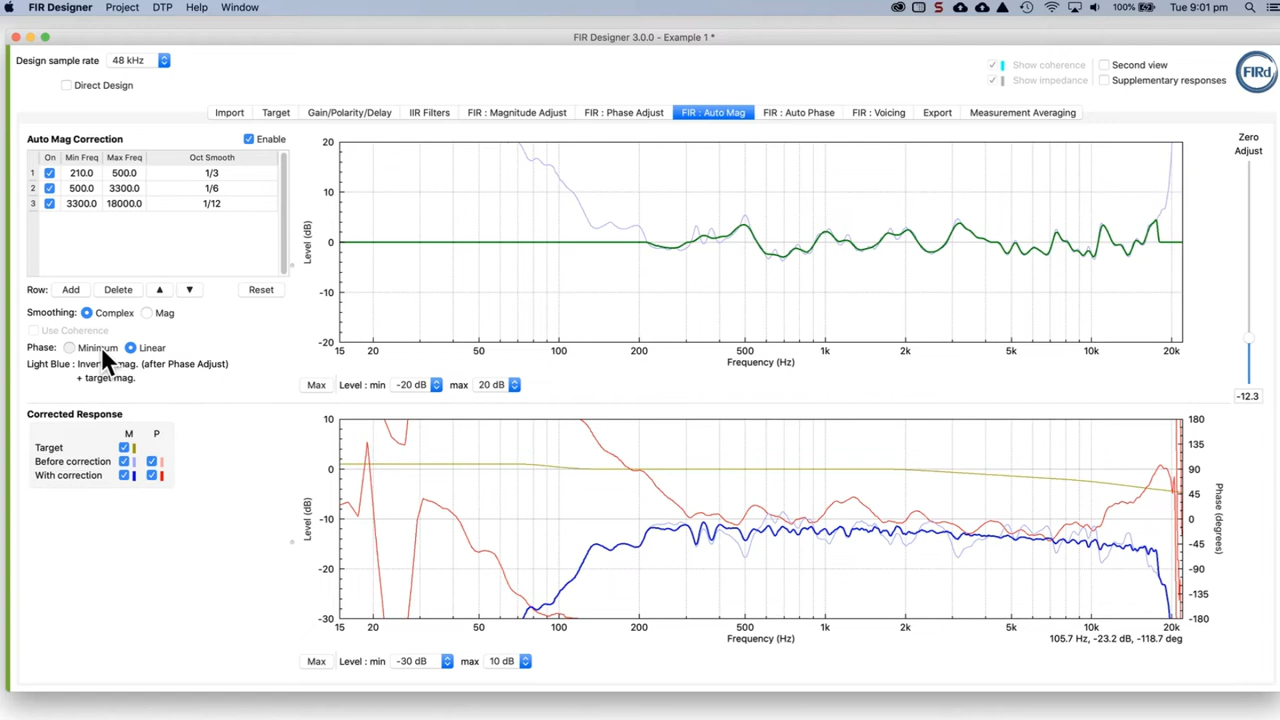 FIR Designer Project DTP Help Window 100% Tue 9:01 pm
FIR Designer 3.0.0 - Example 1 *
Design sample rate 48 kHz
Direct Design
Show coherence Second view
Show impedance Supplementary responses
FIRd
Import Target Gain/Polarity/Delay IIR Filters FIR : Magnitude Adjust FIR : Phase Adjust FIR : Auto Mag FIR : Auto Phase FIR : Voicing Export Measurement Averaging
Auto Mag Correction Enable
On Min Freq Max Freq Oct Smooth
1 210.0 500.0 1/3
2 500.0 3300.0 1/6
3 3300.0 18000.0 1/12
Row: Add Delete ▲ ▼ Reset
Smoothing: Complex Mag
Use Coherence
Phase: Minimum Linear
Light Blue : Inver mag. (after Phase Adjust)
+ target mag.
20
10
0
-10
-20
Level (dB)
15 20 50 100 200 500 1k 2k 5k 10k 20k
Frequency (Hz)
Max Level : min -20 dB max 20 dB
Zero
Adjust
-12.3
Corrected Response
M P
Target
Before correction
With correction
10
0
-10
-20
-30
Level (dB)
180
135
90
45
0
-45
-90
-135
-180
Phase (degrees)
15 20 50 100 200 500 1k 2k 5k 10k 20k
Frequency (Hz)
105.7 Hz, -23.2 dB, -118.7 deg
Max Level : min -30 dB max 10 dB